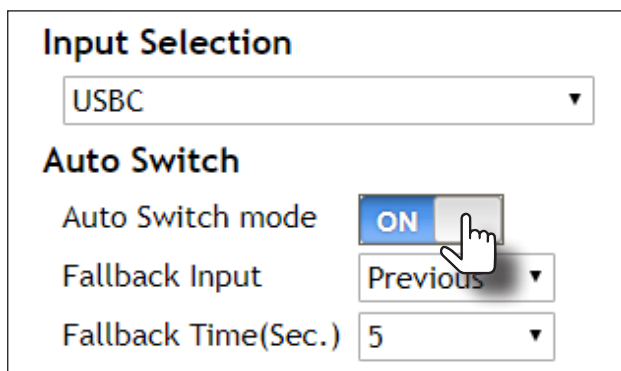 Input Selection
USBC
Auto Switch
Auto Switch mode ON
Fallback Input Previous
Fallback Time(Sec.) 5